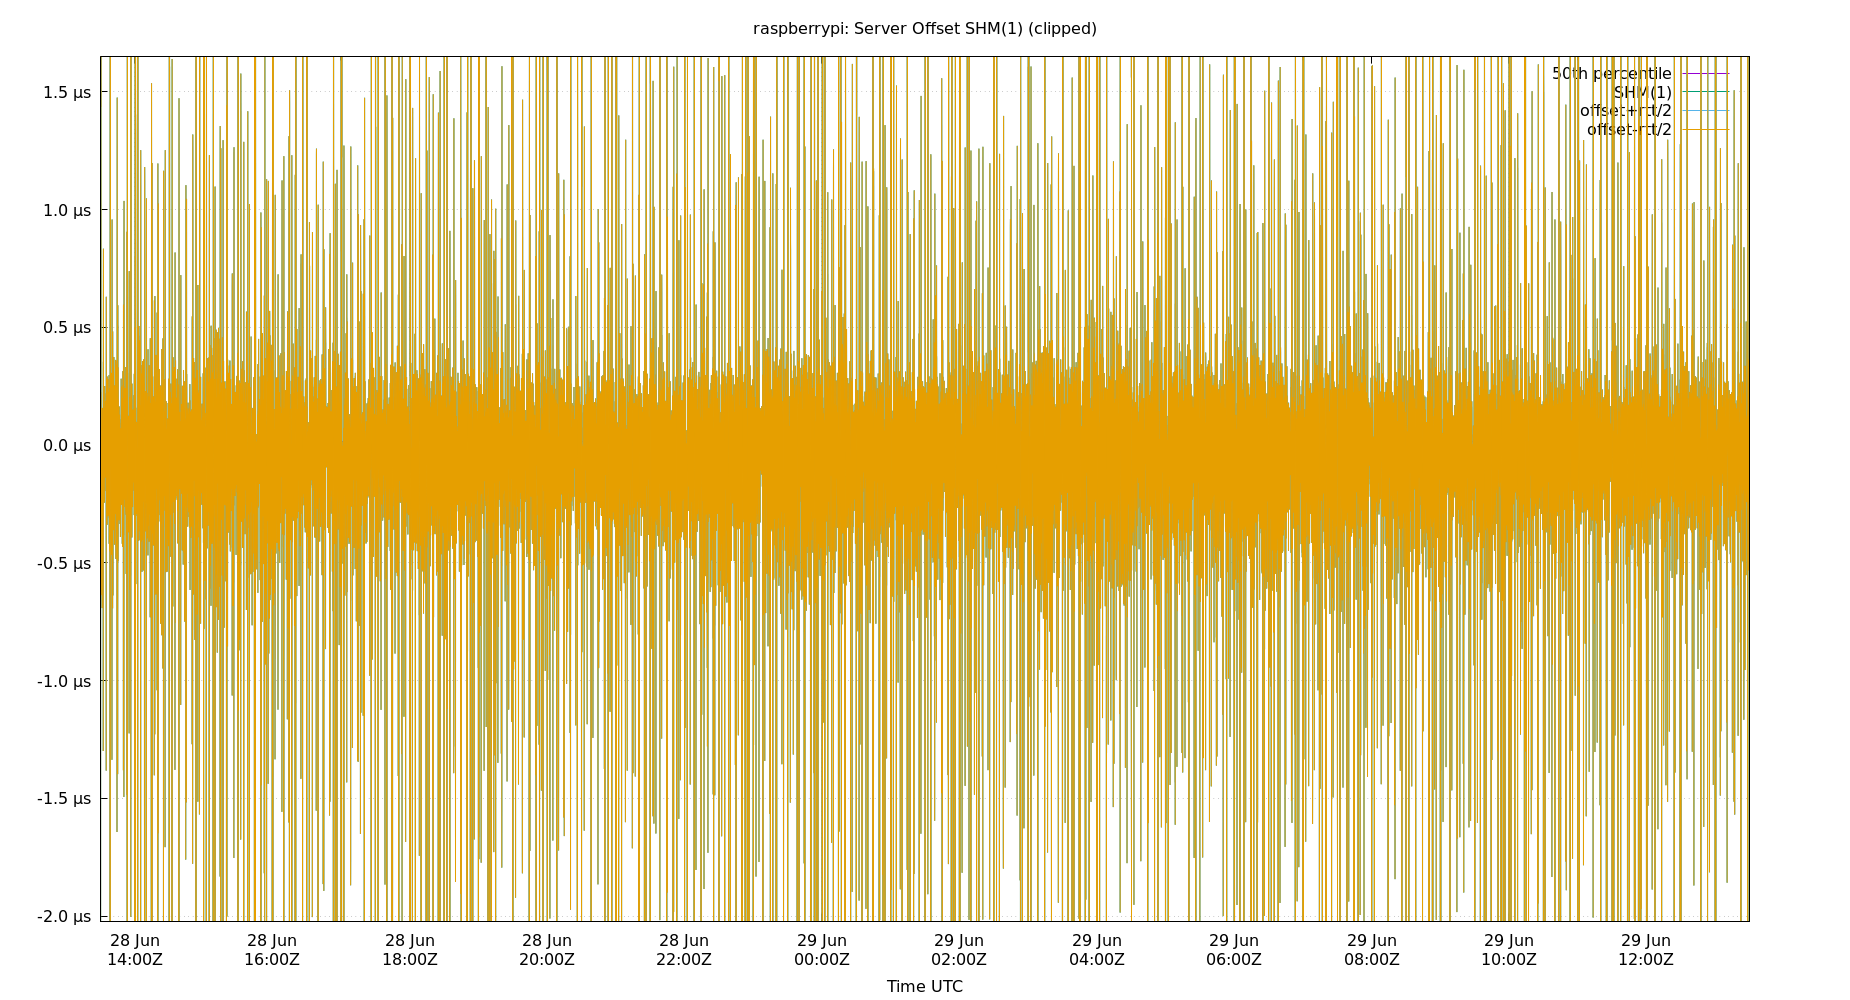 raspberrypi: Server Offset SHM(1) (clipped)
50th percentile
SHM(1)
offset+rtt/2
offset-rtt/2
1.5 µs
1.0 µs
0.5 µs
0.0 µs
-0.5 µs
-1.0 µs
-1.5 µs
-2.0 µs
28 Jun 28 Jun 28 Jun 28 Jun 28 Jun 29 Jun 29 Jun 29 Jun 29 Jun 29 Jun 29 Jun 29 Jun
14:00Z 16:00Z 18:00Z 20:00Z 22:00Z 00:00Z 02:00Z 04:00Z 06:00Z 08:00Z 10:00Z 12:00Z
Time UTC